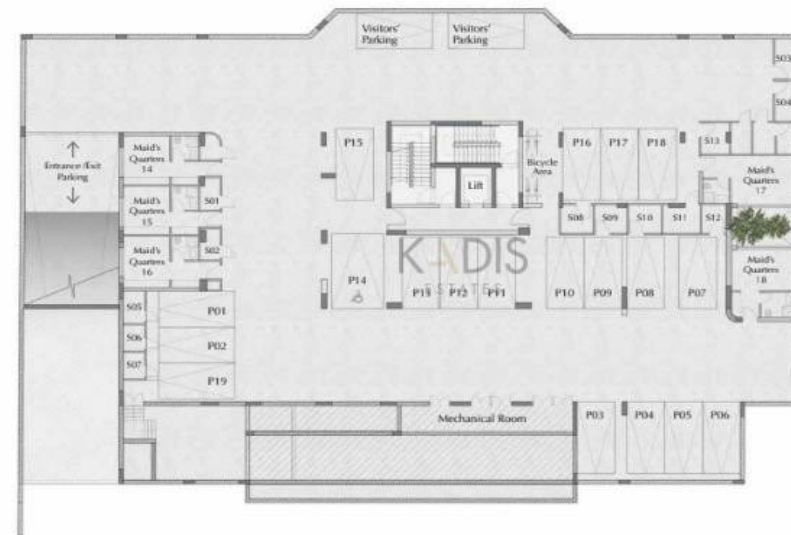 Visitors'
Parking
Visitors'
Parking
S03
S04
Entrance /Exit
Parking
Maid's
Quarters
14
P15
Lift
Bicycle
Area
P16
P17
P18
S13
Maid's
Quarters
17
Maid's
Quarters
15
S01
Maid's
Quarters
16
S02
S08
S09
S10
S11
S12
KADIS
ESTATES
P14
P13
P12
P11
P10
P09
P08
P07
Maid's
Quarters
18
S05
P01
S06
P02
S07
P19
Mechanical Room
P03
P04
P05
P06